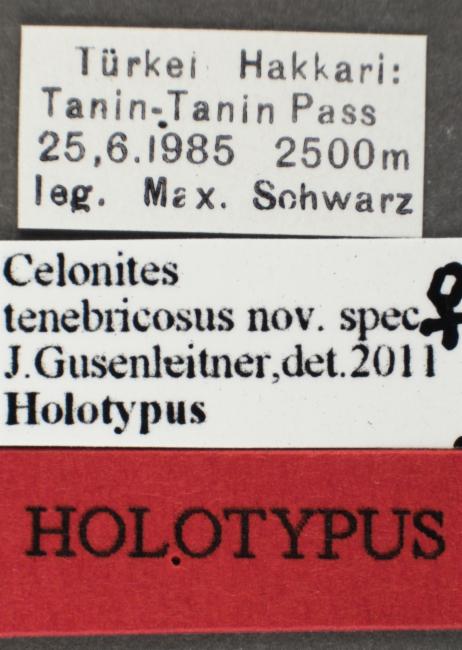 Türkei Hakkari:
Tanin-Tanin Pass
25,6.1985 2500m
leg. Max. Schwarz
Celonites
tenebricosus nov. spec. ♀
J.Gusenleitner,det.2011
Holotypus
HOLOTYPUS